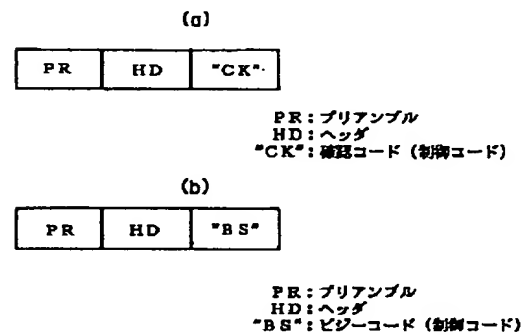 (a)
PR HD "CK"
PR:プリアンブル
HD:ヘッダ
"CK":確認コード(制御コード)
(b)
PR HD "BS"
PR:プリアンブル
HD:ヘッダ
"BS":ビジーコード(制御コード)